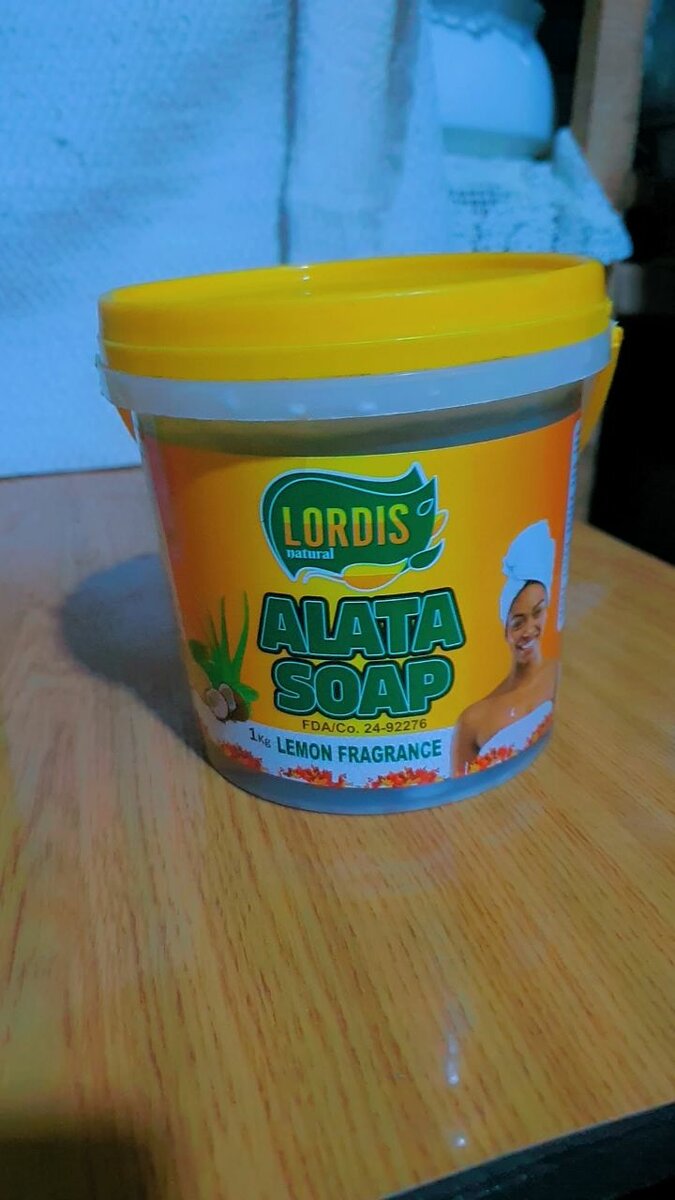 LORDIS
natural
ALATA
SOAP
FDA/Co. 24-92276
1Kg LEMON FRAGRANCE